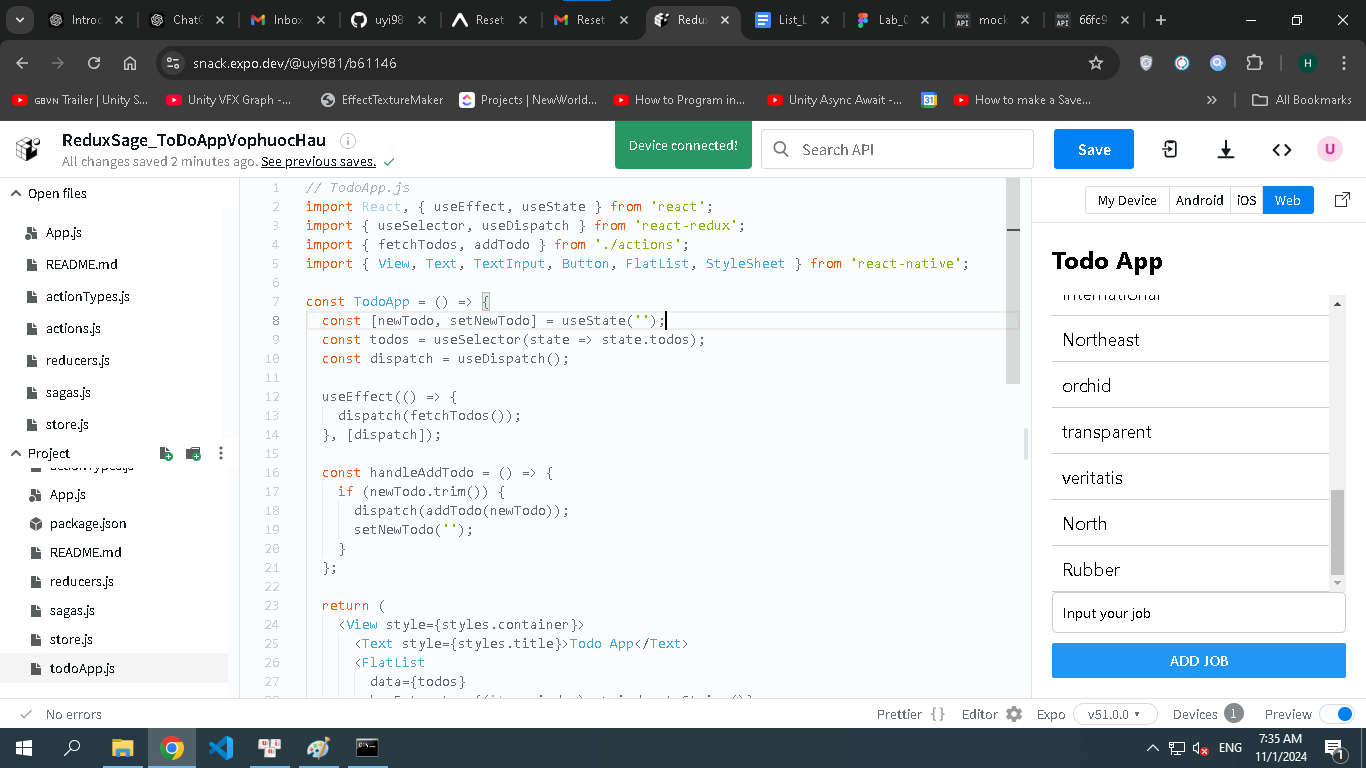 Introd
ChatG
Inbox
uyi98
Reset
Reset
Redux
List_L
Lab_0
mock
66fc9
snack.expo.dev/@uyi981/b61146
GBVN Trailer | Unity S...
Unity VFX Graph -...
EffectTextureMaker
Projects | NewWorld...
How to Program in...
Unity Async Await -...
How to make a Save...
All Bookmarks
ReduxSage_ToDoAppVophuocHau
All changes saved 2 minutes ago. See previous saves.
Device connected!
Search API
Save
U
Open files
App.js
README.md
actionTypes.js
actions.js
reducers.js
sagas.js
store.js
Project
actionTypes.js
App.js
package.json
README.md
reducers.js
sagas.js
store.js
todoApp.js
1 // TodoApp.js
2 import React, { useEffect, useState } from 'react';
3 import { useSelector, useDispatch } from 'react-redux';
4 import { fetchTodos, addTodo } from './actions';
5 import { View, Text, TextInput, Button, FlatList, StyleSheet } from 'react-native';
6
7 const TodoApp = () => {
8 const [newTodo, setNewTodo] = useState('');
9 const todos = useSelector(state => state.todos);
10 const dispatch = useDispatch();
11
12 useEffect(() => {
13 dispatch(fetchTodos());
14 }, [dispatch]);
15
16 const handleAddTodo = () => {
17 if (newTodo.trim()) {
18 dispatch(addTodo(newTodo));
19 setNewTodo('');
20 }
21 };
22
23 return (
24 <View style={styles.container}>
25 <Text style={styles.title}>Todo App</Text>
26 <FlatList
27 data={todos}
My Device
Android
iOS
Web
Todo App
International
Northeast
orchid
transparent
veritatis
North
Rubber
Input your job
ADD JOB
No errors
Prettier { }
Editor
Expo
v51.0.0
Devices 1
Preview
ENG
7:35 AM
11/1/2024
1